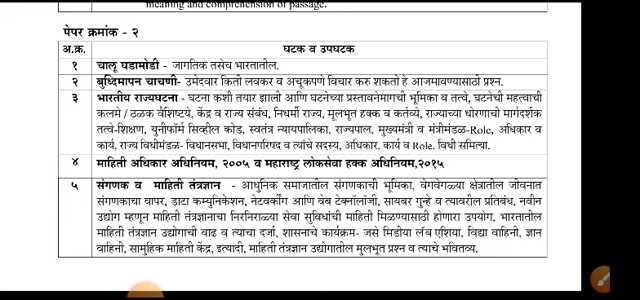 meaning and comprehension of passage.
पेपर क्रमांक - २
अ.क्र. घटक व उपघटक
१ चालू घडामोडी - जागतिक तसेच भारतातील.
२ बुध्दिमापन चाचणी- उमेदवार किती लवकर व अचूकपणे विचार करु शकतो हे आजमावण्यासाठी प्रश्न.
३ भारतीय राज्यघटना - घटना कशी तयार झाली आणि घटनेच्या प्रस्तावनेमागची भूमिका व तत्वे, घटनेची महत्वाची
कलमे / ठळक वैशिष्टये, केंद्र व राज्य संबंध, निधर्मी राज्य, मूलभूत हक्क व कर्तव्ये, राज्याच्या धोरणाची मार्गदर्शक
तत्वे-शिक्षण, युनीफॉर्म सिव्हील कोड, स्वतंत्र न्यायपालिका. राज्यपाल, मुख्यमंत्री व मंत्रीमंडळ-Role, अधिकार व
कार्य, राज्य विधीमंडळ- विधानसभा, विधानपरिषद व त्यांचे सदस्य, अधिकार. कार्य व Role. विधी समित्या.
४ माहिती अधिकार अधिनियम, २००५ व महाराष्ट्र लोकसेवा हक्क अधिनियम,२०१५
५ संगणक व माहिती तंत्रज्ञान - आधुनिक समाजातील संगणकाची भूमिका, वेगवेगळ्या क्षेत्रातील जीवनात
संगणकाचा वापर, डाटा कम्युनिकेशन, नेटवर्कींग आणि वेब टेक्नॉलॉजी, सायबर गुन्हे व त्यावरील प्रतिबंध, नवीन
उद्योग म्हणून माहिती तंत्रज्ञानाचा निरनिराळ्या सेवा सुविधांची माहिती मिळण्यासाठी होणारा उपयोग, भारतातील
माहिती तंत्रज्ञान उद्योगाची वाढ व त्याचा दर्जा, शासनाचे कार्यक्रम- जसे मिडीया लॅब एशिया, विद्या वाहिनी, ज्ञान
वाहिनी, सामुहिक माहिती केंद्र, इत्यादी. माहिती तंत्रज्ञान उद्योगातील मुलभूत प्रश्न व त्याचे भवितव्य.